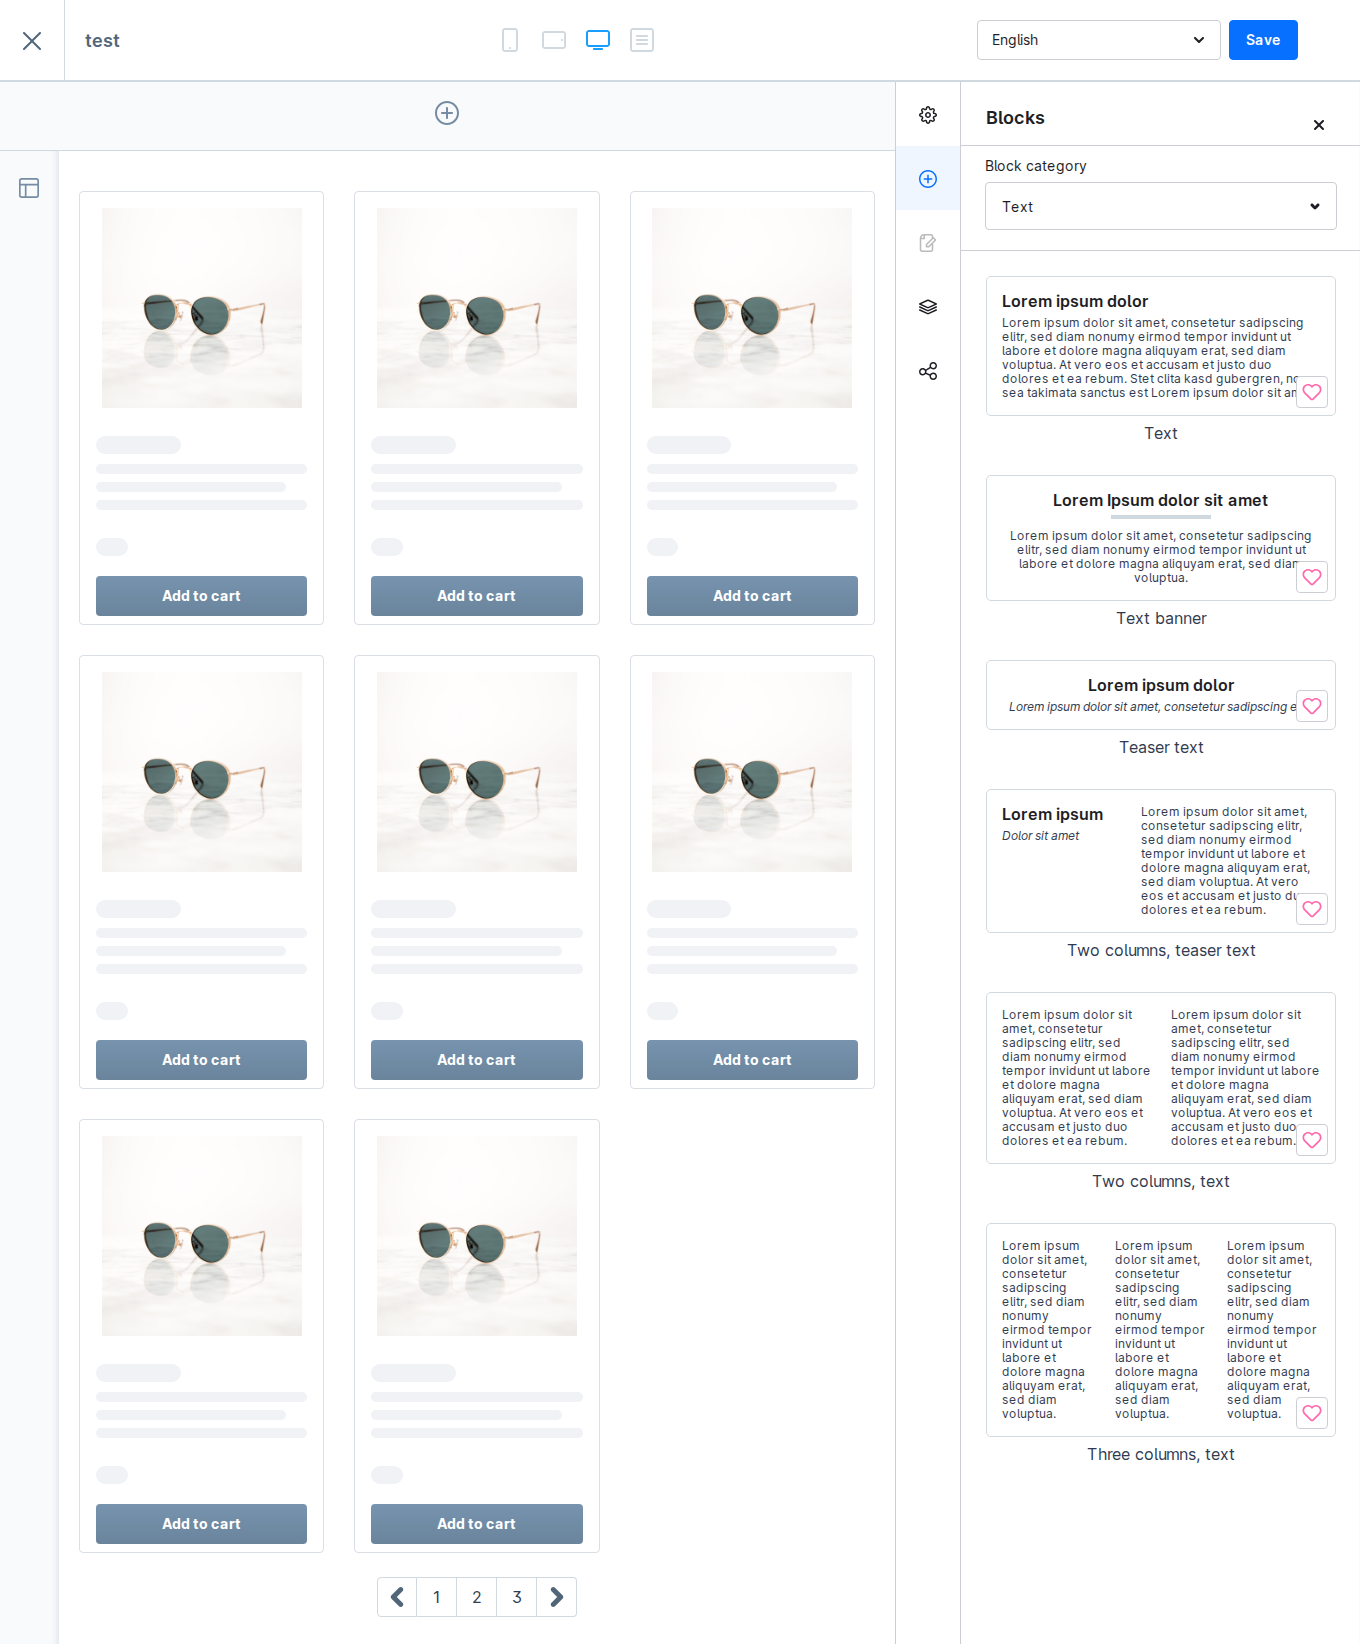 test
English
Save
Blocks
Block category
Text
Lorem ipsum dolor
Lorem ipsum dolor sit amet, consetetur sadipscing
elitr, sed diam nonumy eirmod tempor invidunt ut
labore et dolore magna aliquyam erat, sed diam
voluptua. At vero eos et accusam et justo duo
dolores et ea rebum. Stet clita kasd gubergren, no
sea takimata sanctus est Lorem ipsum dolor sit
Text
Lorem Ipsum dolor sit amet
Lorem ipsum dolor sit amet, consetetur sadipscing
elitr, sed diam nonumy eirmod tempor invidunt ut
labore et dolore magna aliquyam erat, sed diam
voluptua.
Text banner
Lorem ipsum dolor
Lorem ipsum dolor sit amet, consetetur sadipscing
Teaser text
Lorem ipsum
Dolor sit amet
Lorem ipsum dolor sit amet,
consetetur sadipscing elitr,
sed diam nonumy eirmod
tempor invidunt ut labore et
dolore magna aliquyam erat,
sed diam voluptua. At vero
eos et accusam et justo
dolores et ea rebum.
Two columns, teaser text
Lorem ipsum dolor sit
amet, consetetur
sadipscing elitr, sed
diam nonumy eirmod
tempor invidunt ut labore
et dolore magna
aliquyam erat, sed diam
voluptua. At vero eos et
accusam et justo duo
dolores et ea rebum.
Lorem ipsum dolor sit
amet, consetetur
sadipscing elitr, sed
diam nonumy eirmod
tempor invidunt ut labore
et dolore magna
aliquyam erat, sed diam
voluptua. At vero eos et
accusam et justo duo
dolores et ea rebum.
Two columns, text
Lorem ipsum
dolor sit amet,
consetetur
sadipscing
elitr, sed diam
nonumy
eirmod tempor
invidunt ut
labore et
dolore magna
aliquyam erat,
sed diam
voluptua.
Lorem ipsum
dolor sit amet,
consetetur
sadipscing
elitr, sed diam
nonumy
eirmod tempor
invidunt ut
labore et
dolore magna
aliquyam erat,
sed diam
voluptua.
Lorem ipsum
dolor sit amet,
consetetur
sadipscing
elitr, sed diam
nonumy
eirmod tempor
invidunt ut
labore et
dolore magna
aliquyam erat,
sed diam
voluptua.
Three columns, text
Add to cart
Add to cart
Add to cart
Add to cart
Add to cart
Add to cart
Add to cart
Add to cart
1 2 3